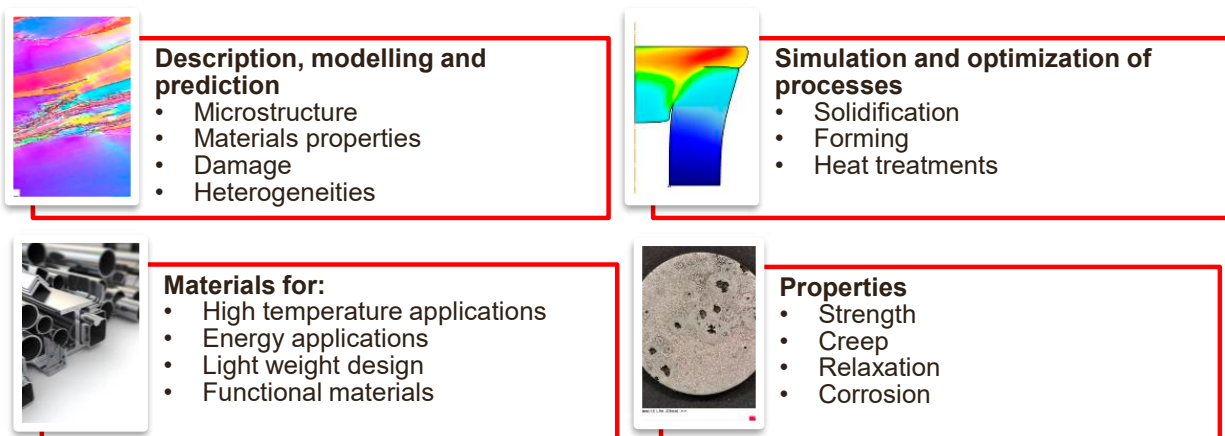 Description, modelling and
prediction
• Microstructure
• Materials properties
• Damage
• Heterogeneities
Simulation and optimization of
processes
• Solidification
• Forming
• Heat treatments
Materials for:
• High temperature applications
• Energy applications
• Light weight design
• Functional materials
Properties
• Strength
• Creep
• Relaxation
• Corrosion